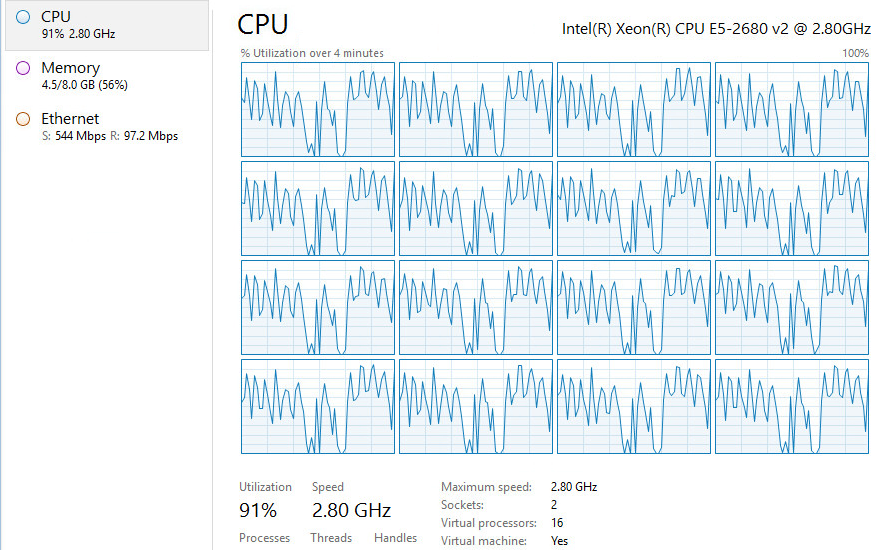 CPU
91% 2.80 GHz
Memory
4.5/8.0 GB (56%)
Ethernet
S: 544 Mbps R: 97.2 Mbps
CPU
Intel(R) Xeon(R) CPU E5-2680 v2 @ 2.80GHz
% Utilization over 4 minutes
100%
Utilization
Speed
91%
2.80 GHz
Processes
Threads
Handles
Maximum speed: 2.80 GHz
Sockets: 2
Virtual processors: 16
Virtual machine: Yes